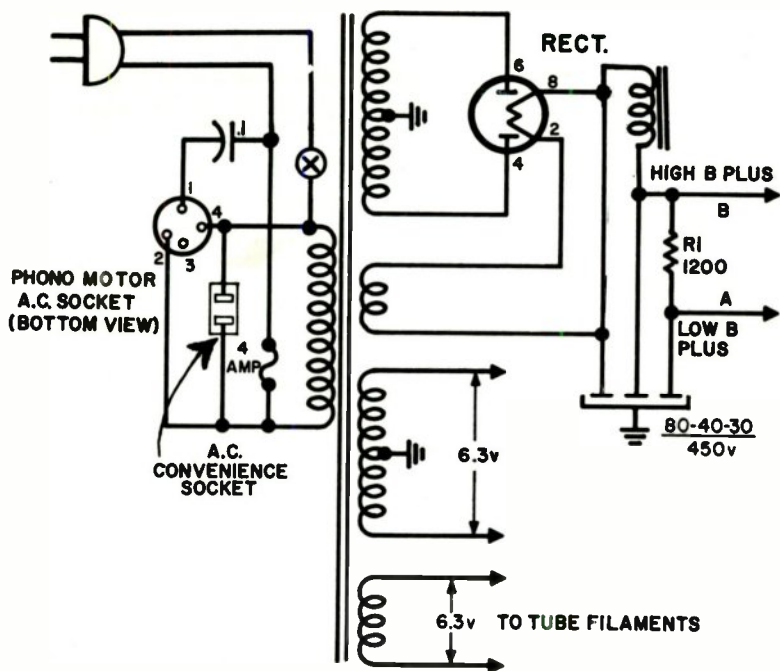 RECT.
6
8
2
4
.1
1
4
2
3
PHONO MOTOR
A.C. SOCKET
(BOTTOM VIEW)
4
AMP.
A.C.
CONVENIENCE
SOCKET
HIGH B PLUS
B
R1
1200
A
LOW B
PLUS
80-40-30
450v
6.3v
6.3v TO TUBE FILAMENTS